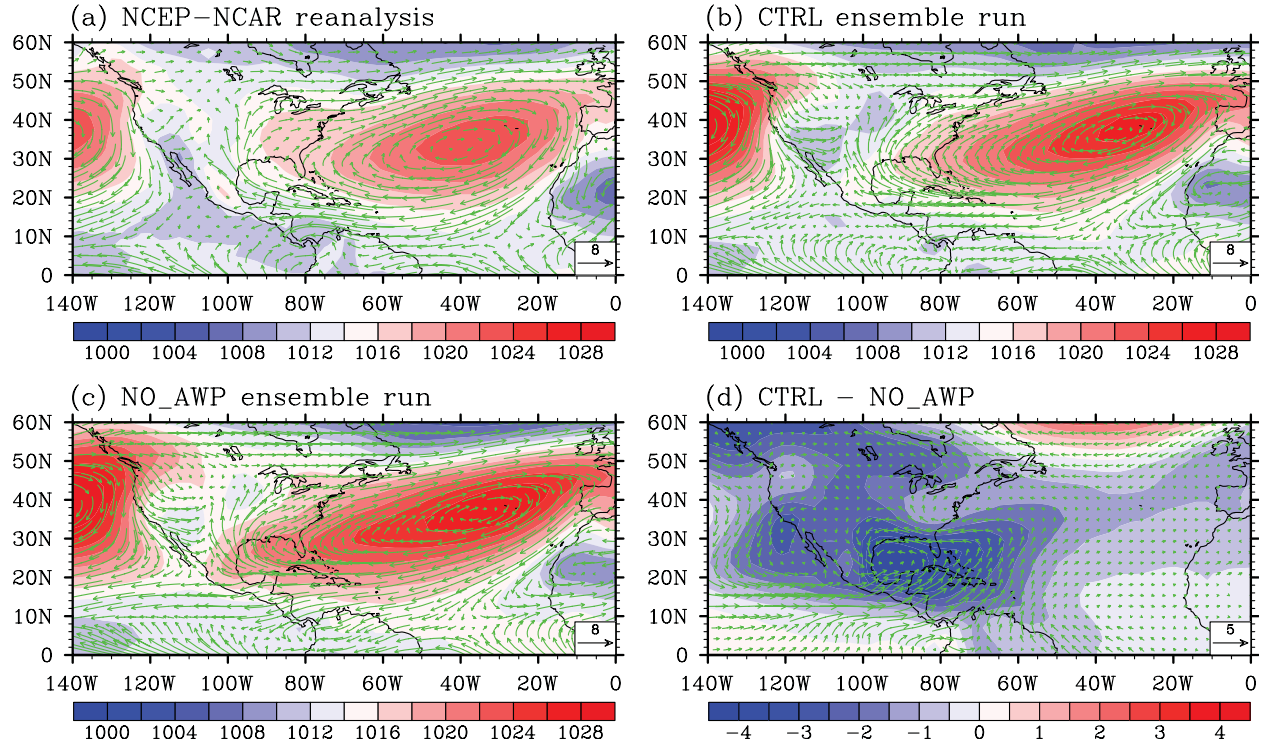 (a) NCEP−NCAR reanalysis
60N
50N
40N
30N
20N
10N
0
8
140W 120W 100W 80W 60W 40W 20W 0
1000 1004 1008 1012 1016 1020 1024 1028
(b) CTRL ensemble run
60N
50N
40N
30N
20N
10N
0
8
140W 120W 100W 80W 60W 40W 20W 0
1000 1004 1008 1012 1016 1020 1024 1028
(c) NO_AWP ensemble run
60N
50N
40N
30N
20N
10N
0
8
140W 120W 100W 80W 60W 40W 20W 0
1000 1004 1008 1012 1016 1020 1024 1028
(d) CTRL − NO_AWP
60N
50N
40N
30N
20N
10N
0
5
140W 120W 100W 80W 60W 40W 20W 0
−4 −3 −2 −1 0 1 2 3 4